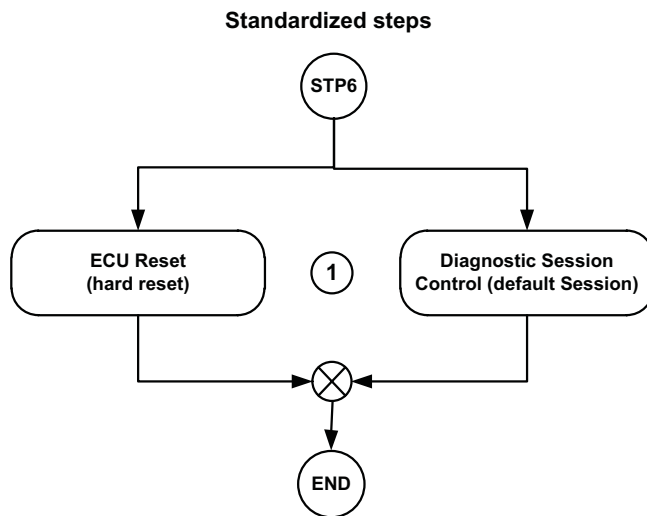 Standardized steps
STP6
ECU Reset
(hard reset)
1
Diagnostic Session
Control (default Session)
END